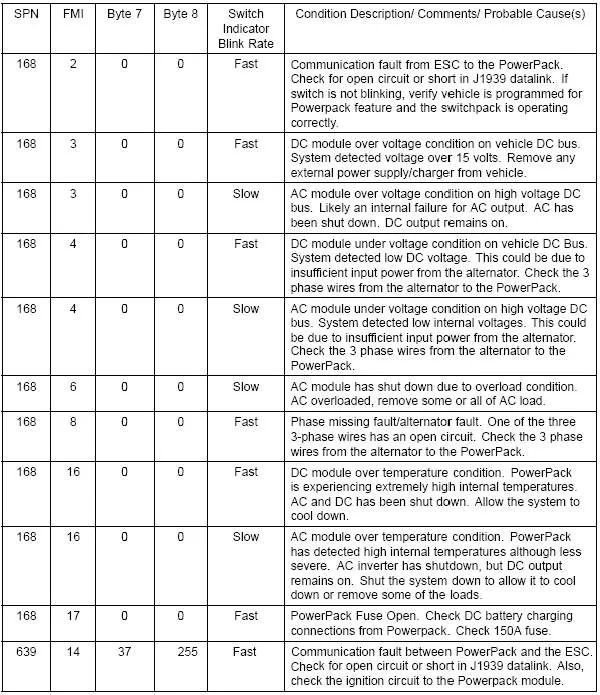 SPN FMI Byte 7 Byte 8 Switch Indicator Blink Rate Condition Description/ Comments/ Probable Cause(s)
168 2 0 0 Fast Communication fault from ESC to the PowerPack.
Check for open circuit or short in J1939 datalink. If
switch is not blinking, verify vehicle is programmed for
Powerpack feature and the switchpack is operating
correctly.
168 3 0 0 Fast DC module over voltage condition on vehicle DC bus.
System detected voltage over 15 volts. Remove any
external power supply/charger from vehicle.
168 3 0 0 Slow AC module over voltage condition on high voltage DC
bus. Likely an internal failure for AC output. AC has
been shut down. DC output remains on.
168 4 0 0 Fast DC module under voltage condition on vehicle DC Bus.
System detected low DC voltage. This could be due to
insufficient input power from the alternator. Check the 3
phase wires from the alternator to the PowerPack.
168 4 0 0 Slow AC module under voltage condition on high voltage DC
bus. System detected low internal voltages. This could
be due to insufficient input power from the alternator.
Check the 3 phase wires from the alternator to the
PowerPack.
168 6 0 0 Slow AC module has shut down due to overload condition.
AC overloaded, remove some or all of AC load.
168 8 0 0 Fast Phase missing fault/alternator fault. One of the three
3-phase wires has an open circuit. Check the 3 phase
wires from the alternator to the PowerPack.
168 16 0 0 Fast DC module over temperature condition. PowerPack
is experiencing extremely high internal temperatures.
AC and DC has been shut down. Allow the system to
cool down.
168 16 0 0 Slow AC module over temperature condition. PowerPack
has detected high internal temperatures although less
severe. AC inverter has shutdown, but DC output
remains on. Shut the system down to allow it to cool
down or remove some of the loads.
168 17 0 0 Fast PowerPack Fuse Open. Check DC battery charging
connections from Powerpack. Check 150A fuse.
639 14 37 255 Fast Communication fault between PowerPack and the ESC.
Check for open circuit or short in J1939 datalink. Also,
check the ignition circuit to the Powerpack module.